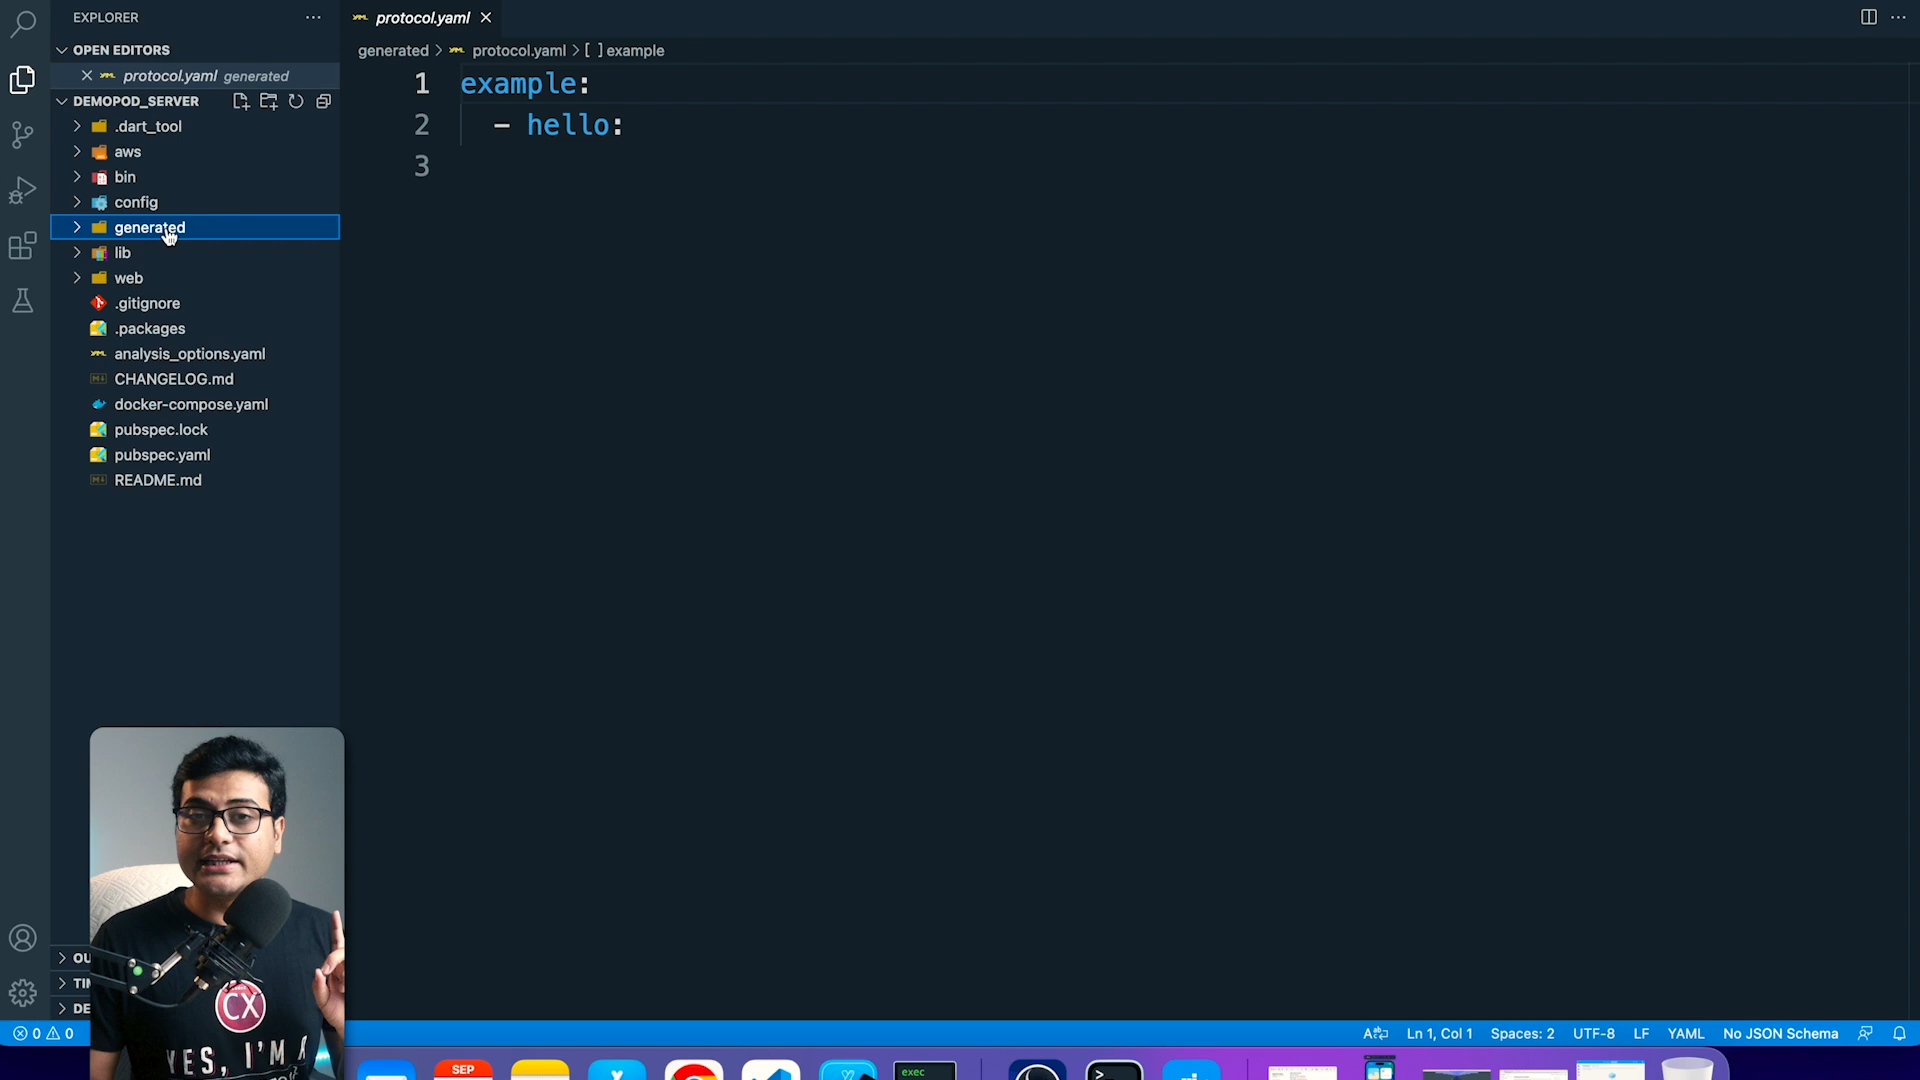 EXPLORER
OPEN EDITORS
protocol.yaml generated
DEMOPOD_SERVER
.dart_tool
aws
bin
config
generated
lib
web
.gitignore
.packages
analysis_options.yaml
CHANGELOG.md
docker-compose.yaml
pubspec.lock
pubspec.yaml
README.md
OU
TI
DE
protocol.yaml
generated > protocol.yaml > [ ] example
1 example:
2 - hello:
3
CX
YES, I'M A
0 0
Ln 1, Col 1 Spaces: 2 UTF-8 LF YAML No JSON Schema
SEP
exec